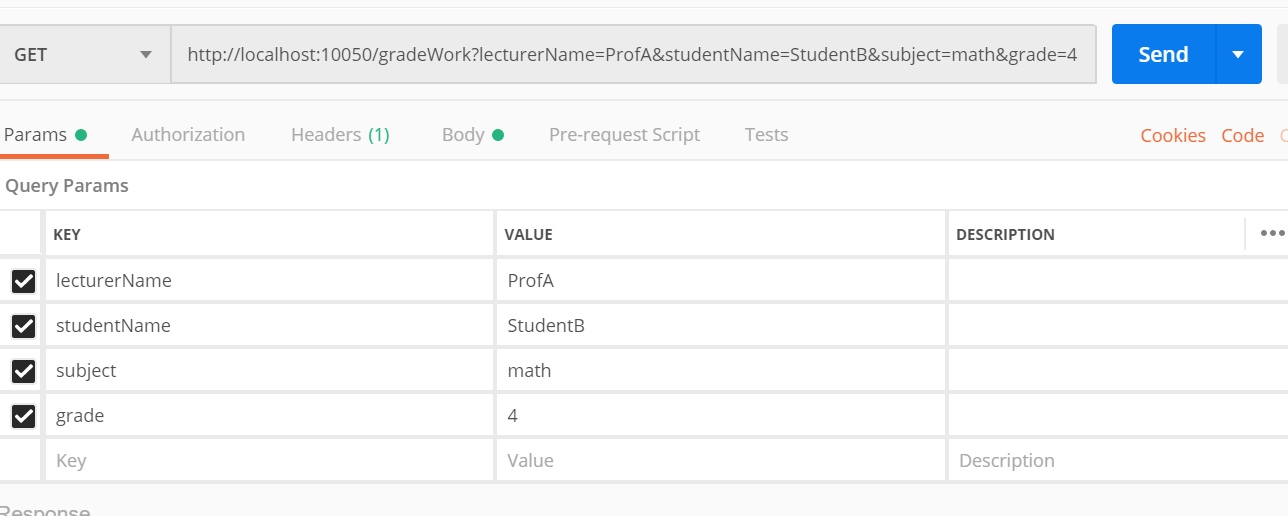 GET http://localhost:10050/gradeWork?lecturerName=ProfA&studentName=StudentB&subject=math&grade=4 Send
Params Authorization Headers (1) Body Pre-request Script Tests Cookies Code
Query Params
KEY VALUE DESCRIPTION
lecturerName ProfA
studentName StudentB
subject math
grade 4
Key Value Description
Response